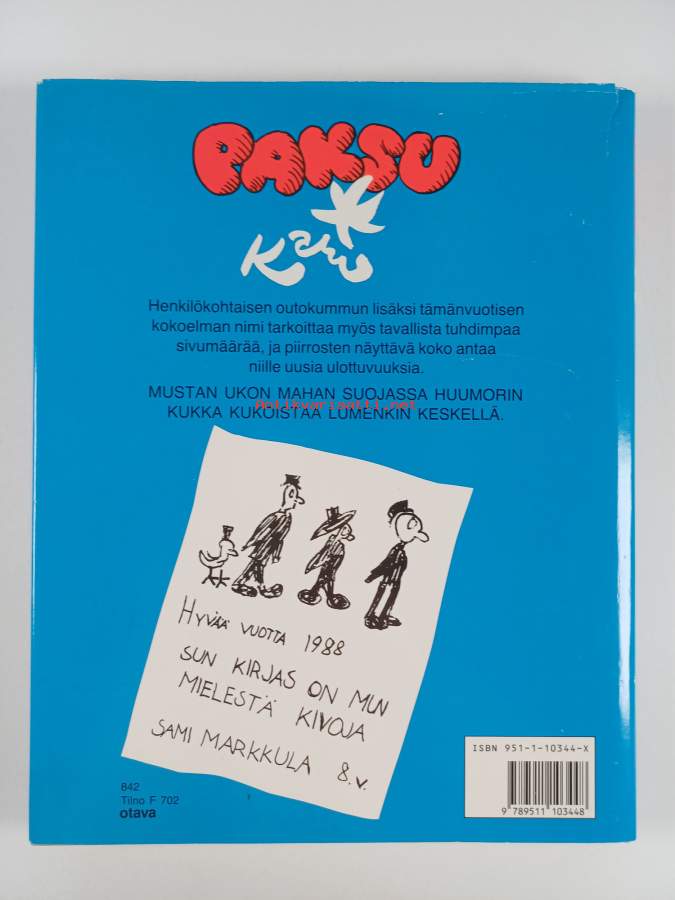 PAKSU
Kari
Henkilökohtaisen outokummun lisäksi tämänvuotisen
kokoelman nimi tarkoittaa myös tavallista tuhdimpaa
sivumäärää, ja piirrosten näyttävä koko antaa
niille uusia ulottuvuuksia.
MUSTAN UKON MAHAN SUOJASSA HUUMORIN
Antikvariaatti.net
KUKKA KUKOISTAA LUMENKIN KESKELLÄ.
HYVÄÄ VUOTTA 1988
SUN KIRJAS ON MUN
MIELESTÄ KIVOJA
SAMI MARKKULA 8.v.
842
Tilno F 702
otava
ISBN 951-1-10344-X
9 789511 103448